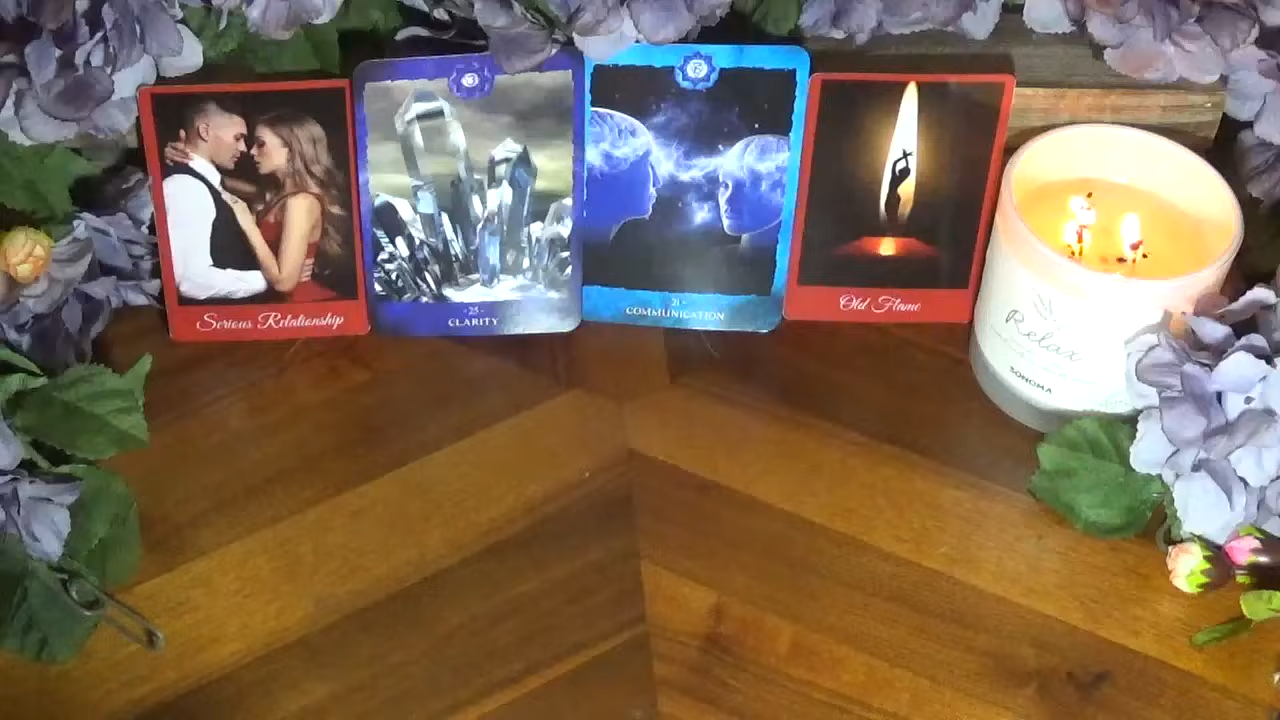 Serious Relationship
- 25 -
CLARITY
- 21 -
COMMUNICATION
Old Flame
Relax
SONOMA